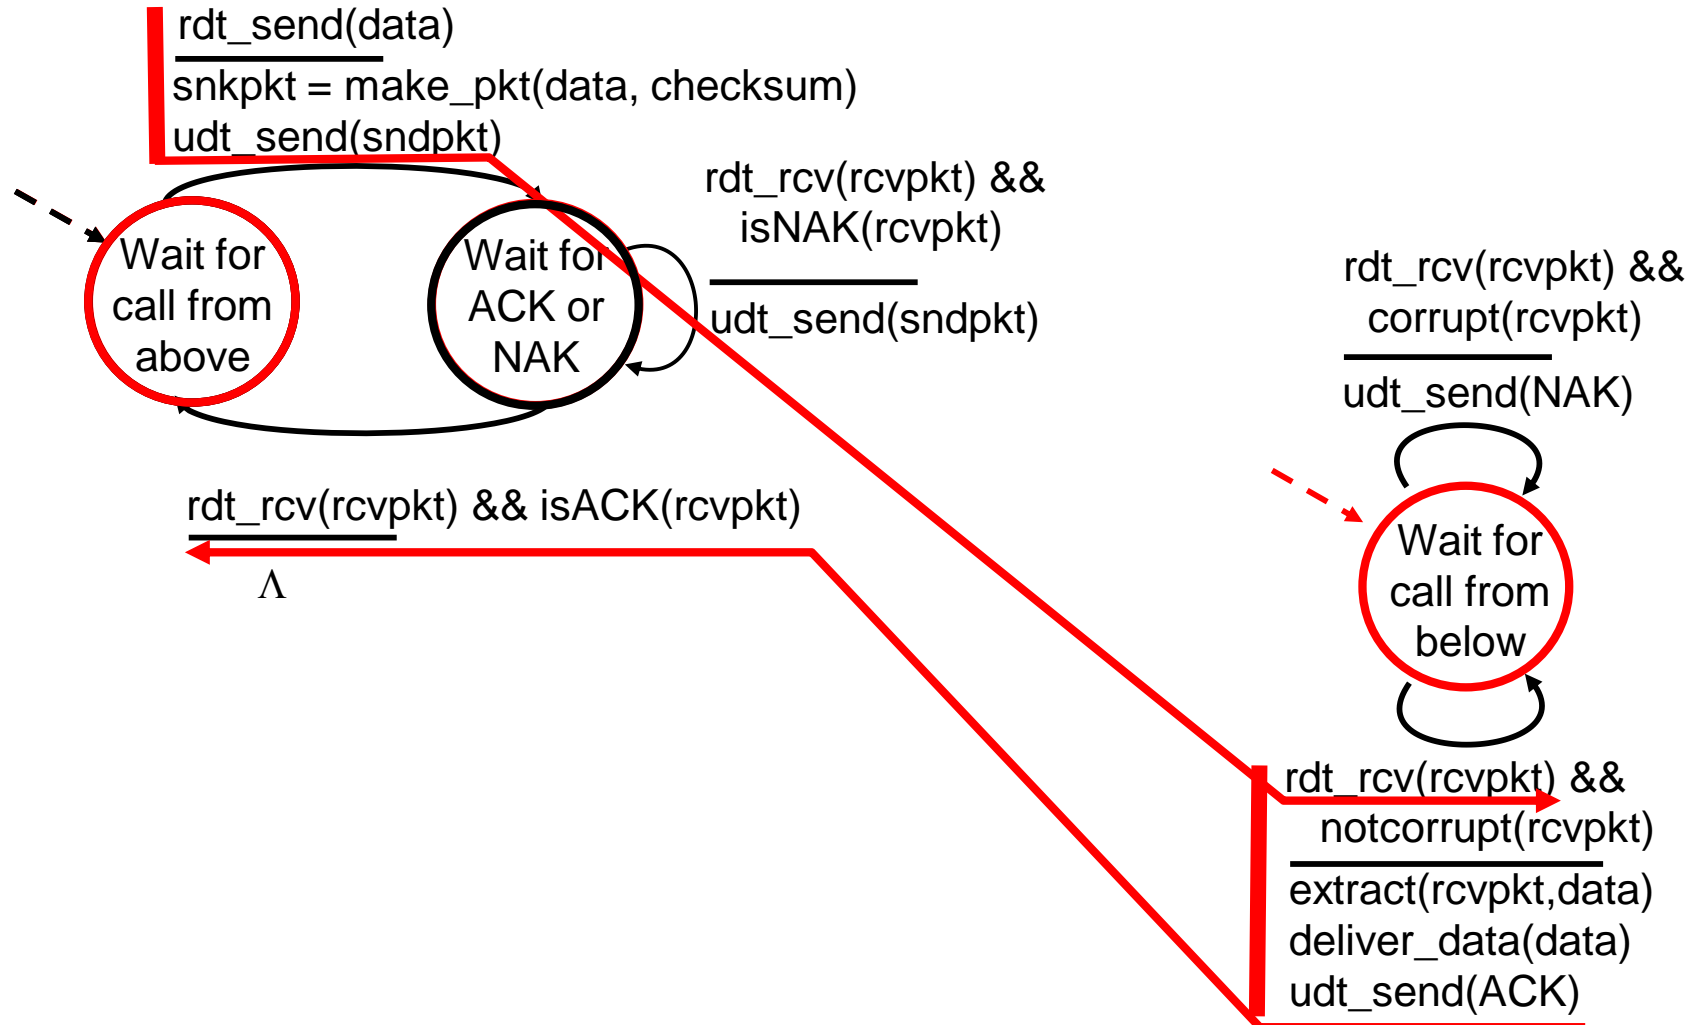 rdt_send(data)
snkpkt = make_pkt(data, checksum)
udt_send(sndpkt)
Wait for
call from
above
Wait for
ACK or
NAK
rdt_rcv(rcvpkt) &&
isNAK(rcvpkt)
udt_send(sndpkt)
rdt_rcv(rcvpkt) && isACK(rcvpkt)
Λ
rdt_rcv(rcvpkt) &&
corrupt(rcvpkt)
udt_send(NAK)
Wait for
call from
below
rdt_rcv(rcvpkt) &&
notcorrupt(rcvpkt)
extract(rcvpkt,data)
deliver_data(data)
udt_send(ACK)